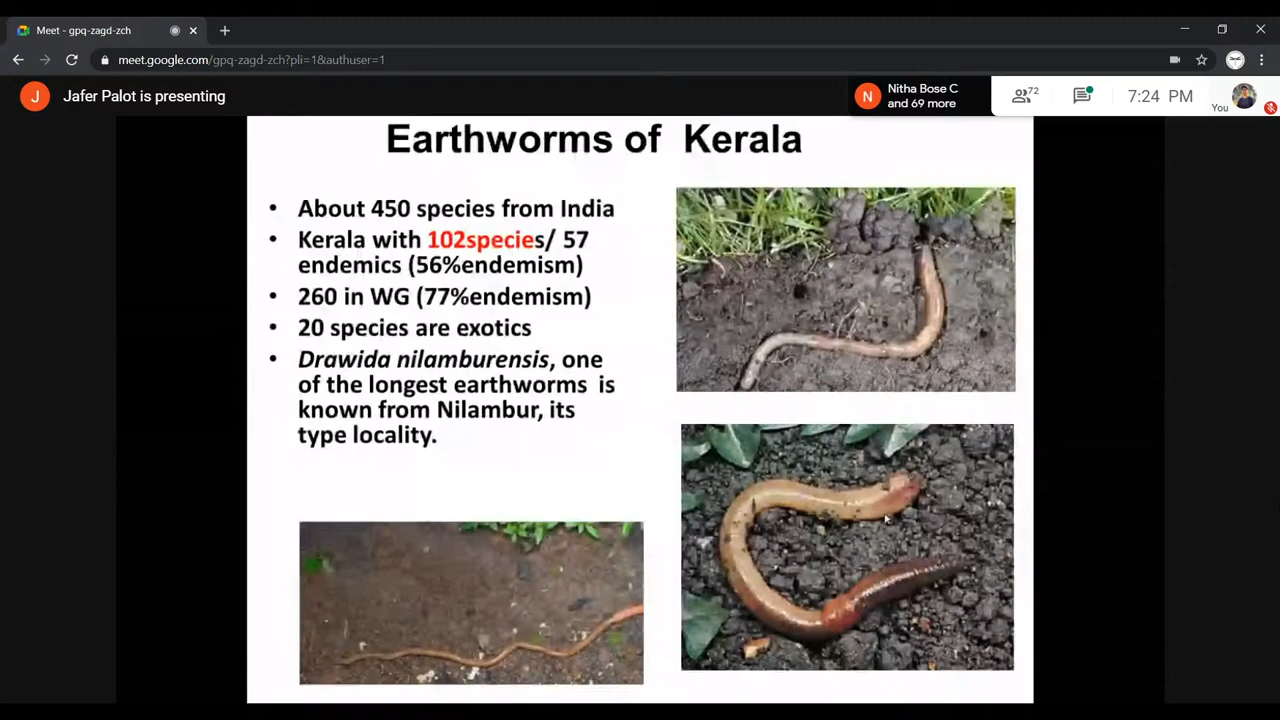 Meet - gpq-zagd-zch
meet.google.com/gpq-zagd-zch?pli=1&authuser=1
J
Jafer Palot is presenting
N
Nitha Bose C
and 69 more
72
7:24 PM
You
Earthworms of Kerala
• About 450 species from India
• Kerala with 102species/ 57
endemics (56%endemism)
• 260 in WG (77%endemism)
• 20 species are exotics
• Drawida nilamburensis, one
of the longest earthworms is
known from Nilambur, its
type locality.